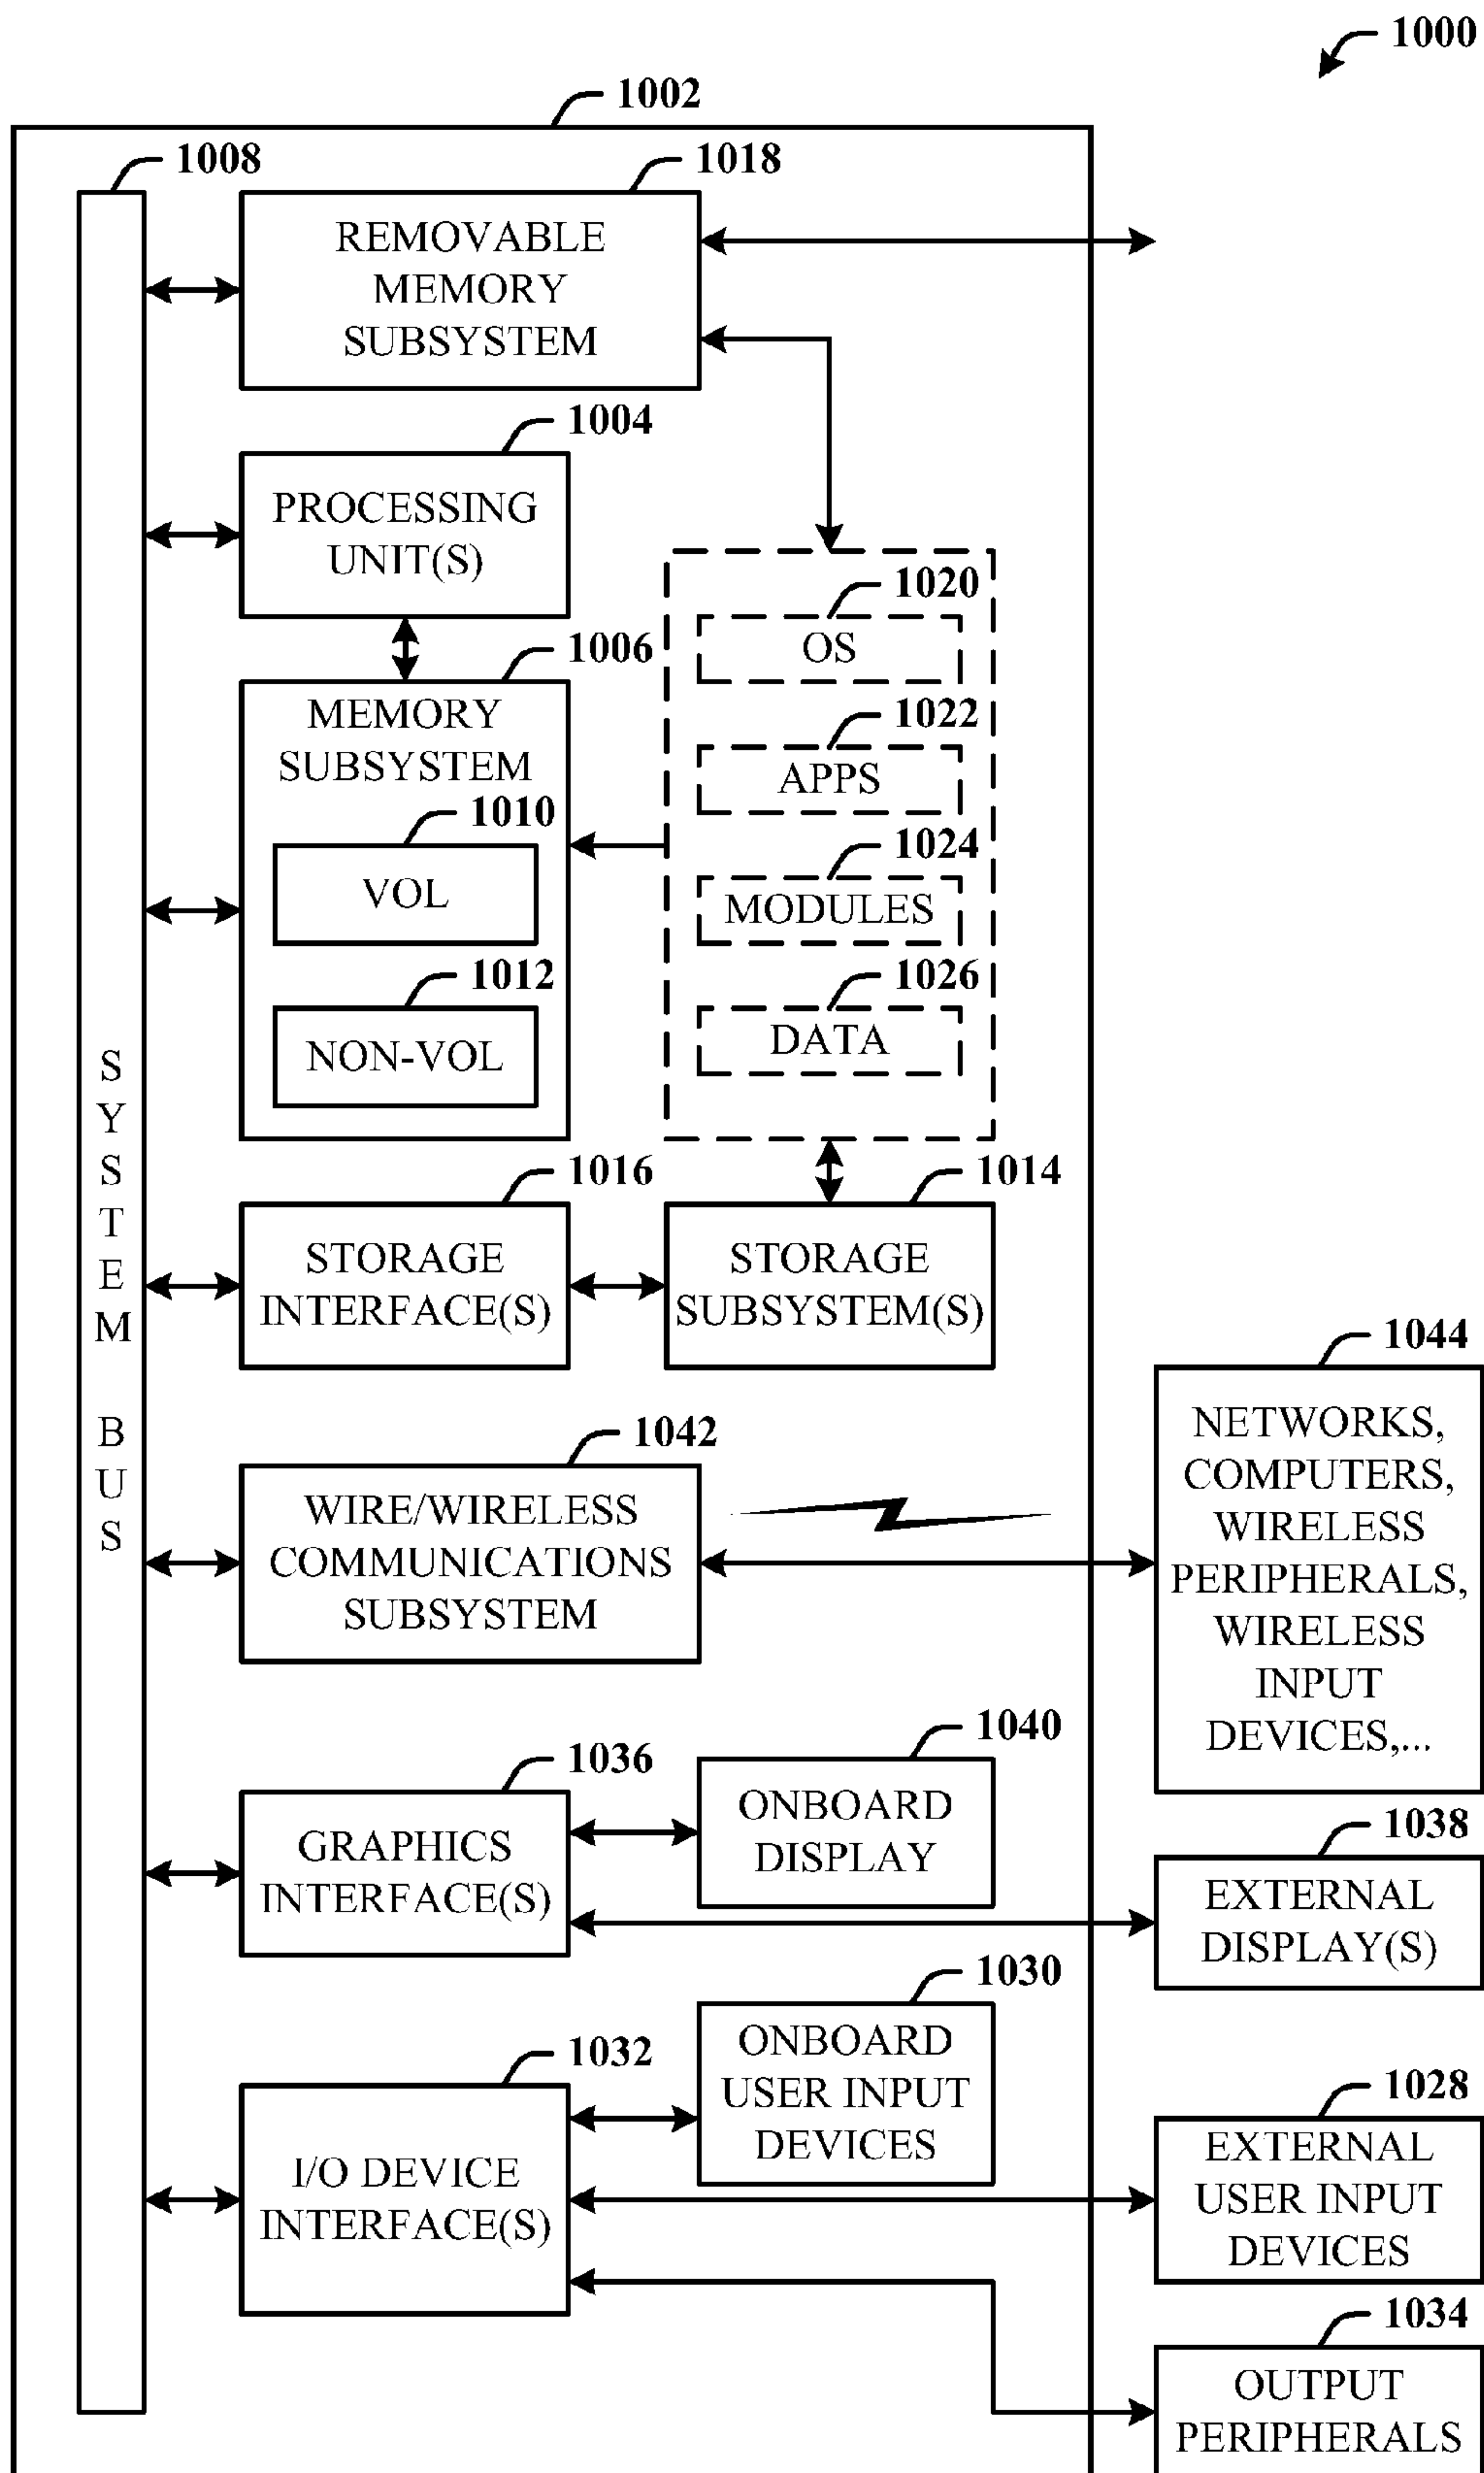 1000
1002
1008
1018
REMOVABLE
MEMORY
SUBSYSTEM
1004
PROCESSING
UNIT(S)
1006
MEMORY
SUBSYSTEM
1010
VOL
1012
NON-VOL
1020
OS
1022
APPS
1024
MODULES
1026
DATA
SYSTEM BUS
1016
STORAGE
INTERFACE(S)
1014
STORAGE
SUBSYSTEM(S)
1042
WIRE/WIRELESS
COMMUNICATIONS
SUBSYSTEM
1044
NETWORKS,
COMPUTERS,
WIRELESS
PERIPHERALS,
WIRELESS
INPUT
DEVICES,...
1036
GRAPHICS
INTERFACE(S)
1040
ONBOARD
DISPLAY
1038
EXTERNAL
DISPLAY(S)
1032
I/O DEVICE
INTERFACE(S)
1030
ONBOARD
USER INPUT
DEVICES
1028
EXTERNAL
USER INPUT
DEVICES
1034
OUTPUT
PERIPHERALS